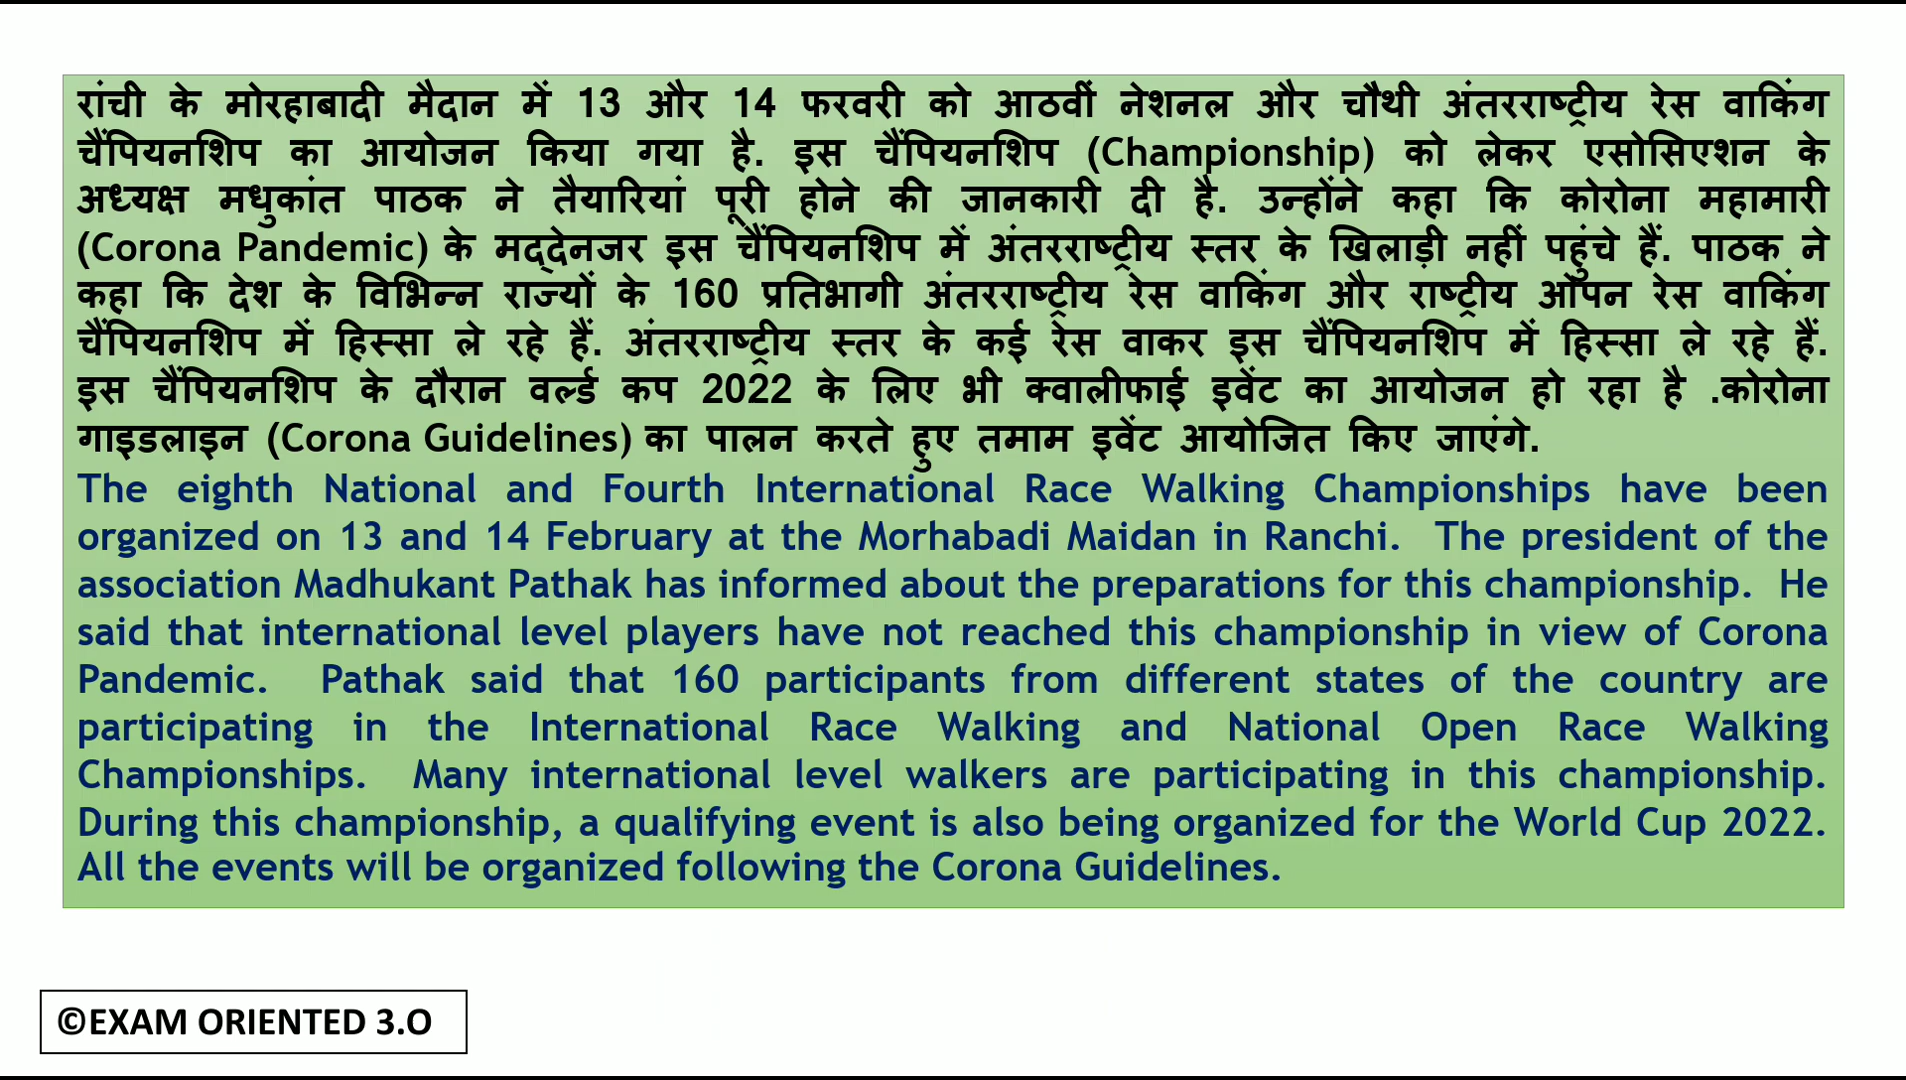 रांची के मोरहाबादी मैदान में 13 और 14 फरवरी को आठवीं नेशनल और चौथी अंतरराष्ट्रीय रेस वाकिंग
चैंपियनशिप का आयोजन किया गया है. इस चैंपियनशिप (Championship) को लेकर एसोसिएशन के
अध्यक्ष मधुकांत पाठक ने तैयारियां पूरी होने की जानकारी दी है. उन्होंने कहा कि कोरोना महामारी
(Corona Pandemic) के मद्देनजर इस चैंपियनशिप में अंतरराष्ट्रीय स्तर के खिलाड़ी नहीं पहुंचे हैं. पाठक ने
कहा कि देश के विभिन्न राज्यों के 160 प्रतिभागी अंतरराष्ट्रीय रेस वाकिंग और राष्ट्रीय ओपन रेस वाकिंग
चैंपियनशिप में हिस्सा ले रहे हैं. अंतरराष्ट्रीय स्तर के कई रेस वाकर इस चैंपियनशिप में हिस्सा ले रहे हैं.
इस चैंपियनशिप के दौरान वर्ल्ड कप 2022 के लिए भी क्वालीफाई इवेंट का आयोजन हो रहा है .कोरोना
गाइडलाइन (Corona Guidelines) का पालन करते हुए तमाम इवेंट आयोजित किए जाएंगे.
The eighth National and Fourth International Race Walking Championships have been
organized on 13 and 14 February at the Morhabadi Maidan in Ranchi. The president of the
association Madhukant Pathak has informed about the preparations for this championship. He
said that international level players have not reached this championship in view of Corona
Pandemic. Pathak said that 160 participants from different states of the country are
participating in the International Race Walking and National Open Race Walking
Championships. Many international level walkers are participating in this championship.
During this championship, a qualifying event is also being organized for the World Cup 2022.
All the events will be organized following the Corona Guidelines.
©EXAM ORIENTED 3.O